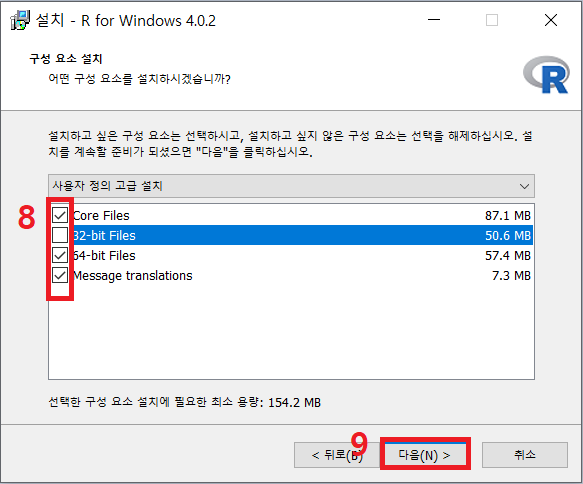 설치 - R for Windows 4.0.2
구성 요소 설치
어떤 구성 요소를 설치하시겠습니까?
R
설치하고 싶은 구성 요소는 선택하시고, 설치하고 싶지 않은 구성 요소는 선택을 해제하십시오. 설
치를 계속할 준비가 되셨으면 "다음"을 클릭하십시오.
사용자 정의 고급 설치
8
Core Files 87.1 MB
32-bit Files 50.6 MB
64-bit Files 57.4 MB
Message translations 7.3 MB
선택한 구성 요소 설치에 필요한 최소 용량: 154.2 MB
9
< 뒤로(B) 다음(N) > 취소